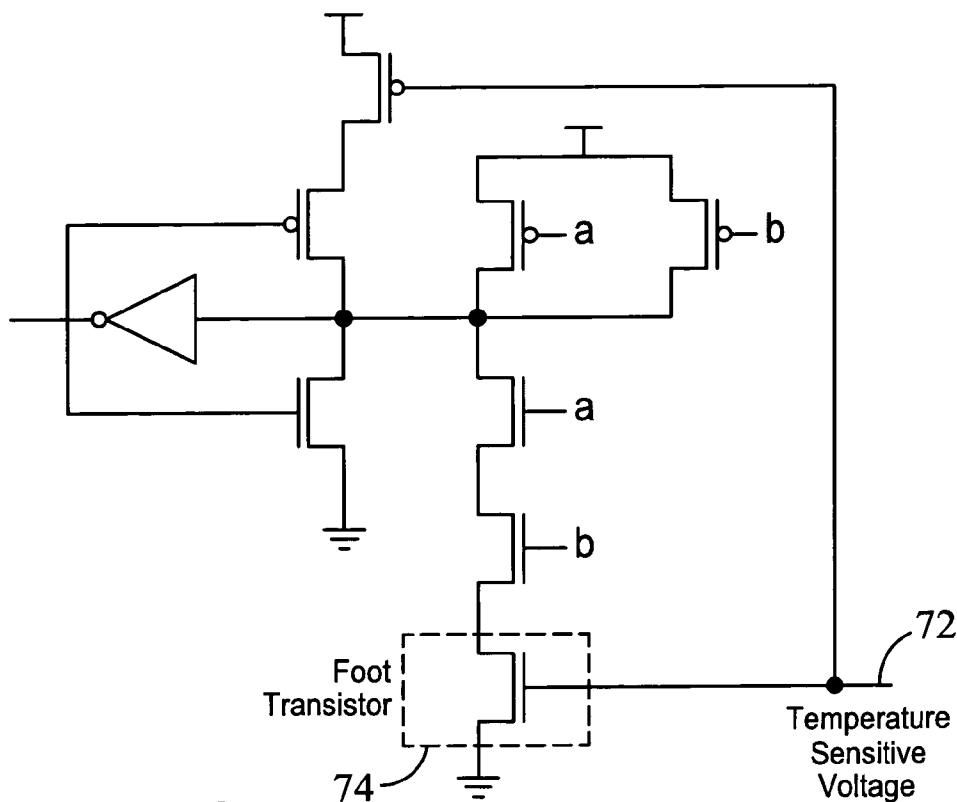 a
b
a
b
Foot
Transistor
74
72
Temperature
Sensitive
Voltage